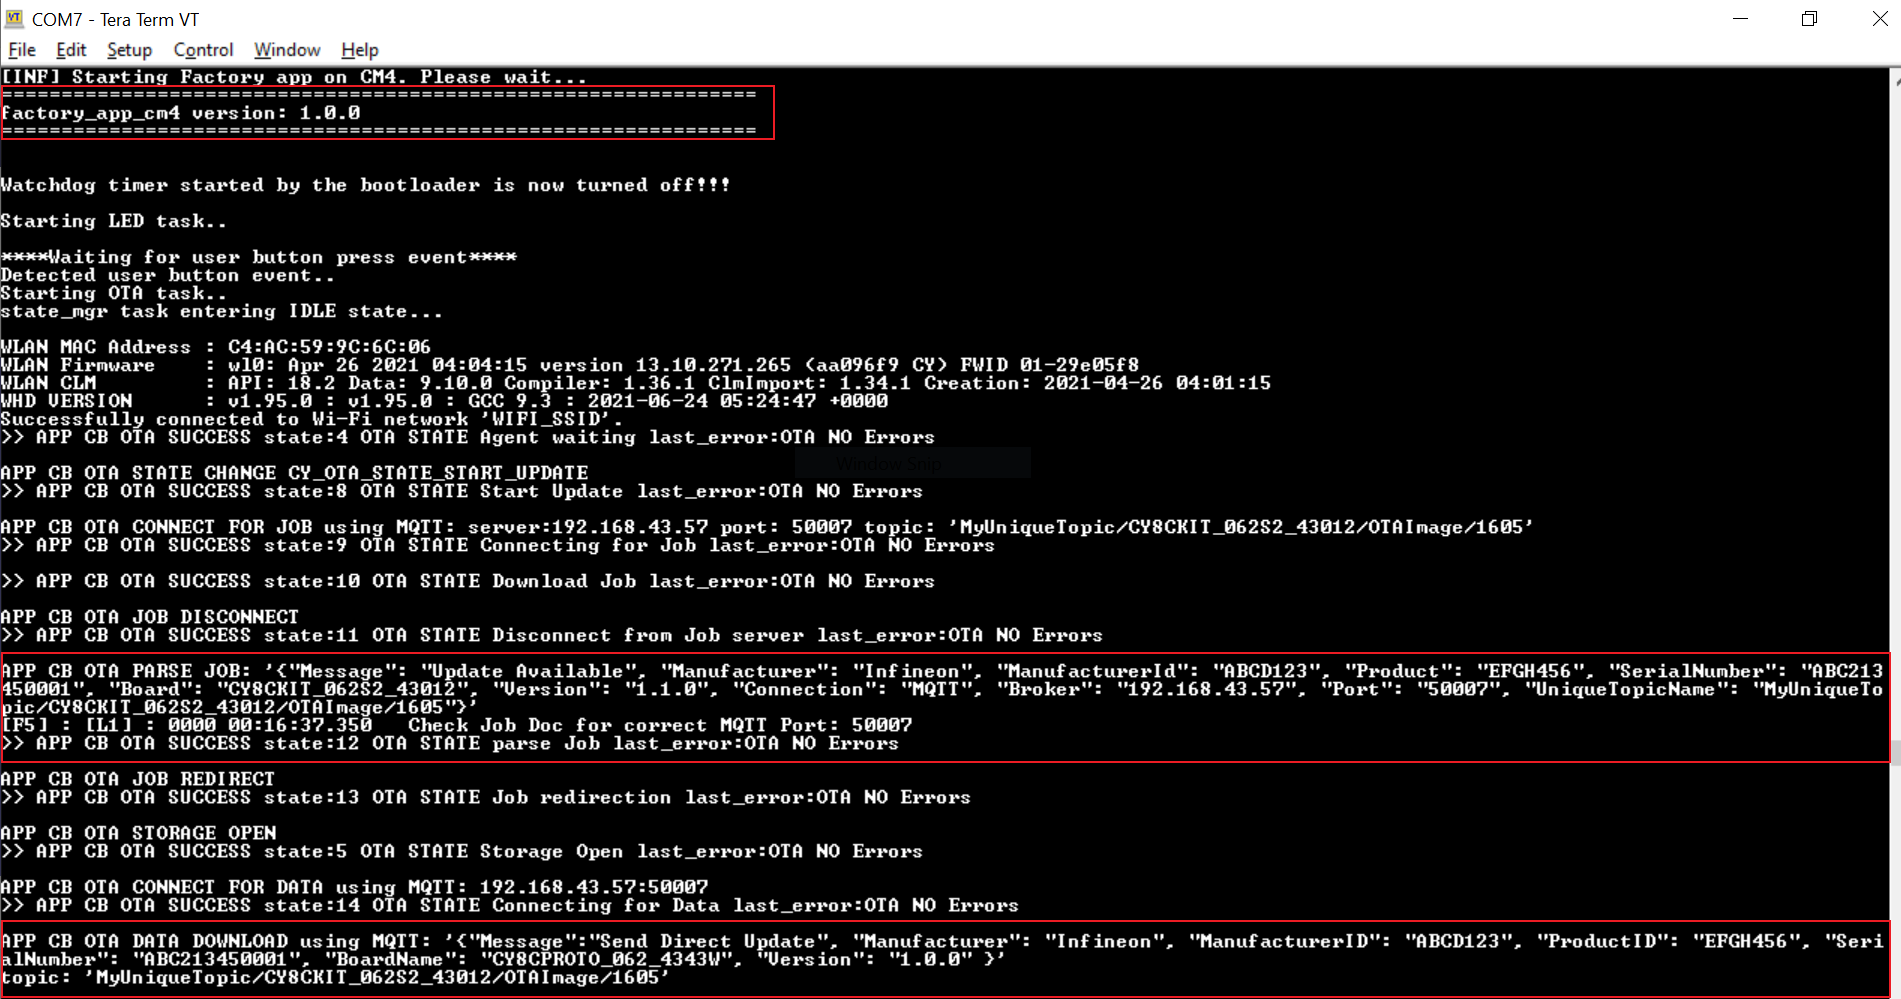 COM7 - Tera Term VT
File Edit Setup Control Window Help
[INF] Starting Factory app on CM4. Please wait...
===============================================================
factory_app_cm4 version: 1.0.0
===============================================================
Watchdog timer started by the bootloader is now turned off!!!
Starting LED task..
****Waiting for user button press event****
Detected user button event..
Starting OTA task..
state_mgr task entering IDLE state...
WLAN MAC Address : C4:AC:59:9C:6C:06
WLAN Firmware    : wl0: Apr 26 2021 04:04:15 version 13.10.271.265 (aa096f9 CY) FWID 01-29e05f8
WLAN CLM         : API: 18.2 Data: 9.10.0 Compiler: 1.36.1 ClmImport: 1.34.1 Creation: 2021-04-26 04:01:15
WHD VERSION      : v1.95.0 : v1.95.0 : GCC 9.3 : 2021-06-24 05:24:47 +0000
Successfully connected to Wi-Fi network 'WIFI_SSID'.
>> APP CB OTA SUCCESS state:4 OTA STATE Agent waiting last_error:OTA NO Errors
Window Snip
APP CB OTA STATE CHANGE CY_OTA_STATE_START_UPDATE
>> APP CB OTA SUCCESS state:8 OTA STATE Start Update last_error:OTA NO Errors
APP CB OTA CONNECT FOR JOB using MQTT: server:192.168.43.57 port: 50007 topic: 'MyUniqueTopic/CY8CKIT_062S2_43012/OTAImage/1605'
>> APP CB OTA SUCCESS state:9 OTA STATE Connecting for Job last_error:OTA NO Errors
>> APP CB OTA SUCCESS state:10 OTA STATE Download Job last_error:OTA NO Errors
APP CB OTA JOB DISCONNECT
>> APP CB OTA SUCCESS state:11 OTA STATE Disconnect from Job server last_error:OTA NO Errors
APP CB OTA PARSE JOB: '{"Message": "Update Available", "Manufacturer": "Infineon", "ManufacturerId": "ABCD123", "Product": "EFGH456", "SerialNumber": "ABC213
450001", "Board": "CY8CKIT_062S2_43012", "Version": "1.1.0", "Connection": "MQTT", "Broker": "192.168.43.57", "Port": "50007", "UniqueTopicName": "MyUniqueTo
pic/CY8CKIT_062S2_43012/OTAImage/1605"}'
[F5] : [L1] : 0000 00:16:37.350   Check Job Doc for correct MQTT Port: 50007
>> APP CB OTA SUCCESS state:12 OTA STATE parse Job last_error:OTA NO Errors
APP CB OTA JOB REDIRECT
>> APP CB OTA SUCCESS state:13 OTA STATE Job redirection last_error:OTA NO Errors
APP CB OTA STORAGE OPEN
>> APP CB OTA SUCCESS state:5 OTA STATE Storage Open last_error:OTA NO Errors
APP CB OTA CONNECT FOR DATA using MQTT: 192.168.43.57:50007
>> APP CB OTA SUCCESS state:14 OTA STATE Connecting for Data last_error:OTA NO Errors
APP CB OTA DATA DOWNLOAD using MQTT: '{"Message":"Send Direct Update", "Manufacturer": "Infineon", "ManufacturerID": "ABCD123", "ProductID": "EFGH456", "Seri
alNumber": "ABC213450001", "BoardName": "CY8CPROTO_062_4343W", "Version": "1.0.0" }'
topic: 'MyUniqueTopic/CY8CKIT_062S2_43012/OTAImage/1605'